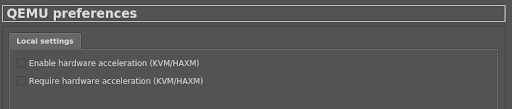 QEMU preferences
Local settings
Enable hardware acceleration (KVM/HAXM)
Require hardware acceleration (KVM/HAXM)